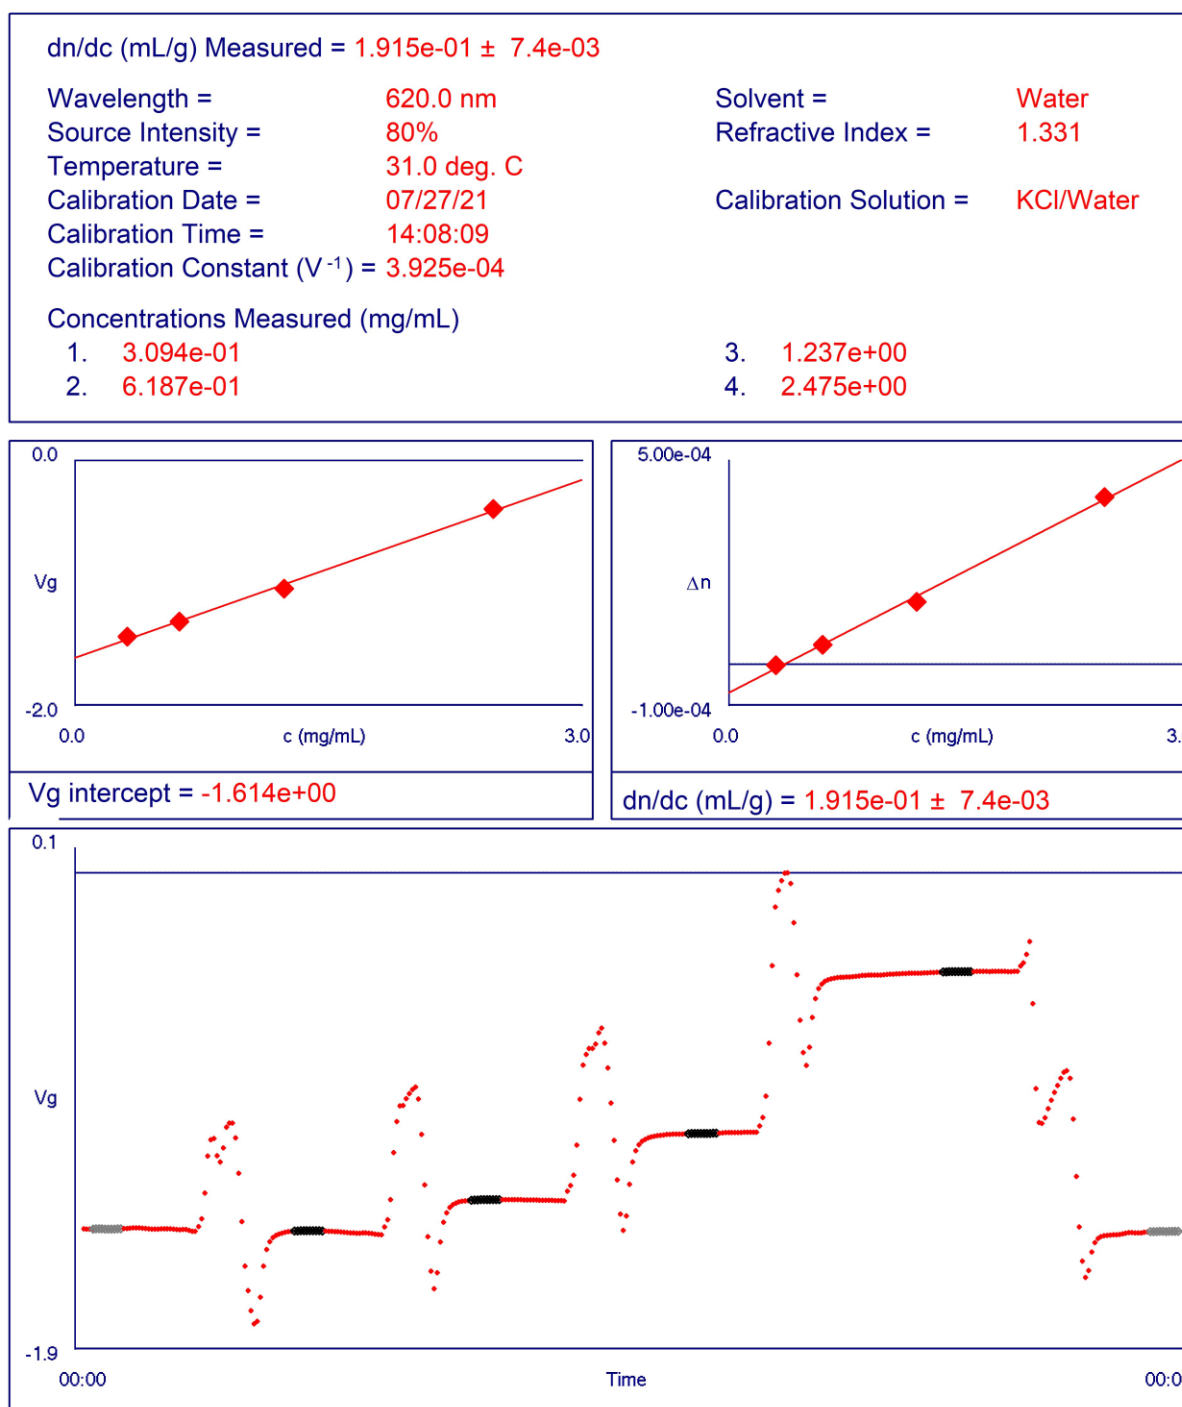 dn/dc (mL/g) Measured = 1.915e-01 ± 7.4e-03
Wavelength = 620.0 nm Solvent = Water
Source Intensity = 80% Refractive Index = 1.331
Temperature = 31.0 deg. C
Calibration Date = 07/27/21 Calibration Solution = KCl/Water
Calibration Time = 14:08:09
Calibration Constant (V⁻¹) = 3.925e-04
Concentrations Measured (mg/mL)
1. 3.094e-01 3. 1.237e+00
2. 6.187e-01 4. 2.475e+00
0.0
Vg
-2.0
0.0 c (mg/mL) 3.0
Vg intercept = -1.614e+00
5.00e-04
Δn
-1.00e-04
0.0 c (mg/mL) 3.
dn/dc (mL/g) = 1.915e-01 ± 7.4e-03
0.1
Vg
-1.9
00:00 Time 00:0